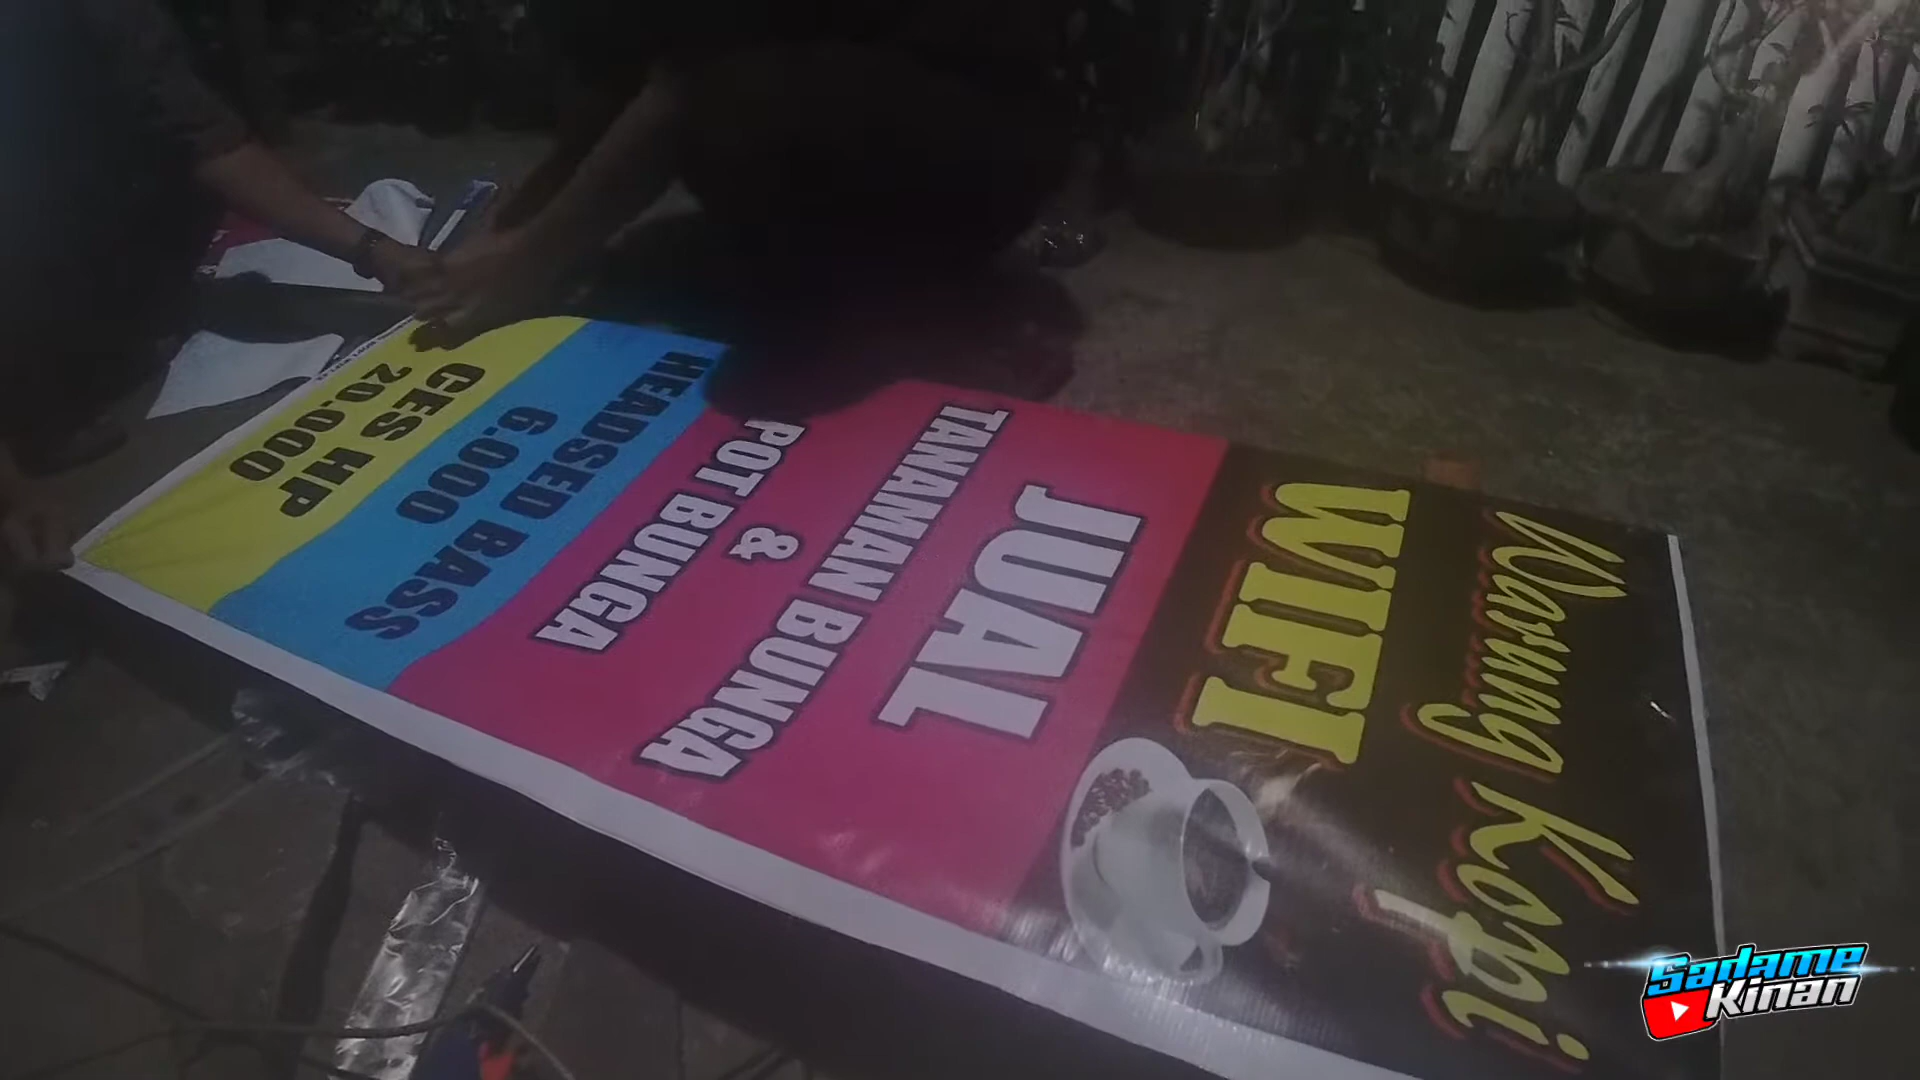 Warung Kopi
WIFI
JUAL
TANAMAN BUNGA
&
POT BUNGA
HEADSED BASS
6.000
CES HP
20.000
Sadame
Kinan